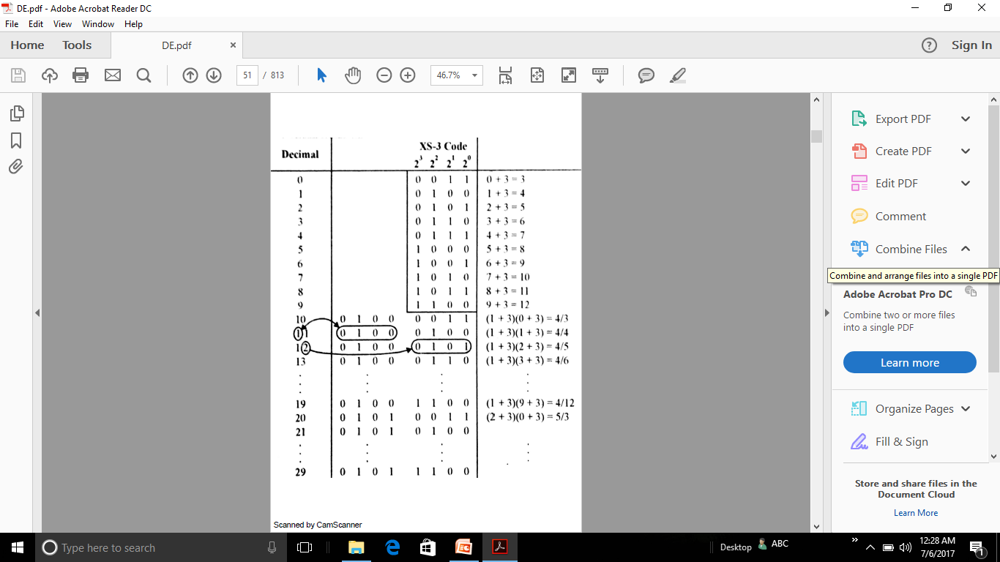 DE.pdf - Adobe Acrobat Reader DC
File Edit View Window Help
Home Tools DE.pdf × ? Sign In
51 / 813 46.7%
Export PDF
Create PDF
Edit PDF
Comment
Combine Files
Combine and arrange files into a single PDF
Adobe Acrobat Pro DC
Combine two or more files
into a single PDF
Learn more
Organize Pages
Fill & Sign
Store and share files in the
Document Cloud
Learn More
Decimal XS-3 Code
2³ 2² 2¹ 2⁰
0 0 0 1 1 0 + 3 = 3
1 0 1 0 0 1 + 3 = 4
2 0 1 0 1 2 + 3 = 5
3 0 1 1 0 3 + 3 = 6
4 0 1 1 1 4 + 3 = 7
5 1 0 0 0 5 + 3 = 8
6 1 0 0 1 6 + 3 = 9
7 1 0 1 0 7 + 3 = 10
8 1 0 1 1 8 + 3 = 11
9 1 1 0 0 9 + 3 = 12
10 0 1 0 0 0 0 1 1 (1 + 3)(0 + 3) = 4/3
11 0 1 0 0 0 1 0 0 (1 + 3)(1 + 3) = 4/4
12 0 1 0 0 0 1 0 1 (1 + 3)(2 + 3) = 4/5
13 0 1 0 0 0 1 1 0 (1 + 3)(3 + 3) = 4/6
19 0 1 0 0 1 1 0 0 (1 + 3)(9 + 3) = 4/12
20 0 1 0 1 0 0 1 1 (2 + 3)(0 + 3) = 5/3
21 0 1 0 1 0 1 0 0
29 0 1 0 1 1 1 0 0
Scanned by CamScanner
Type here to search
Desktop ABC
12:28 AM
7/6/2017
1